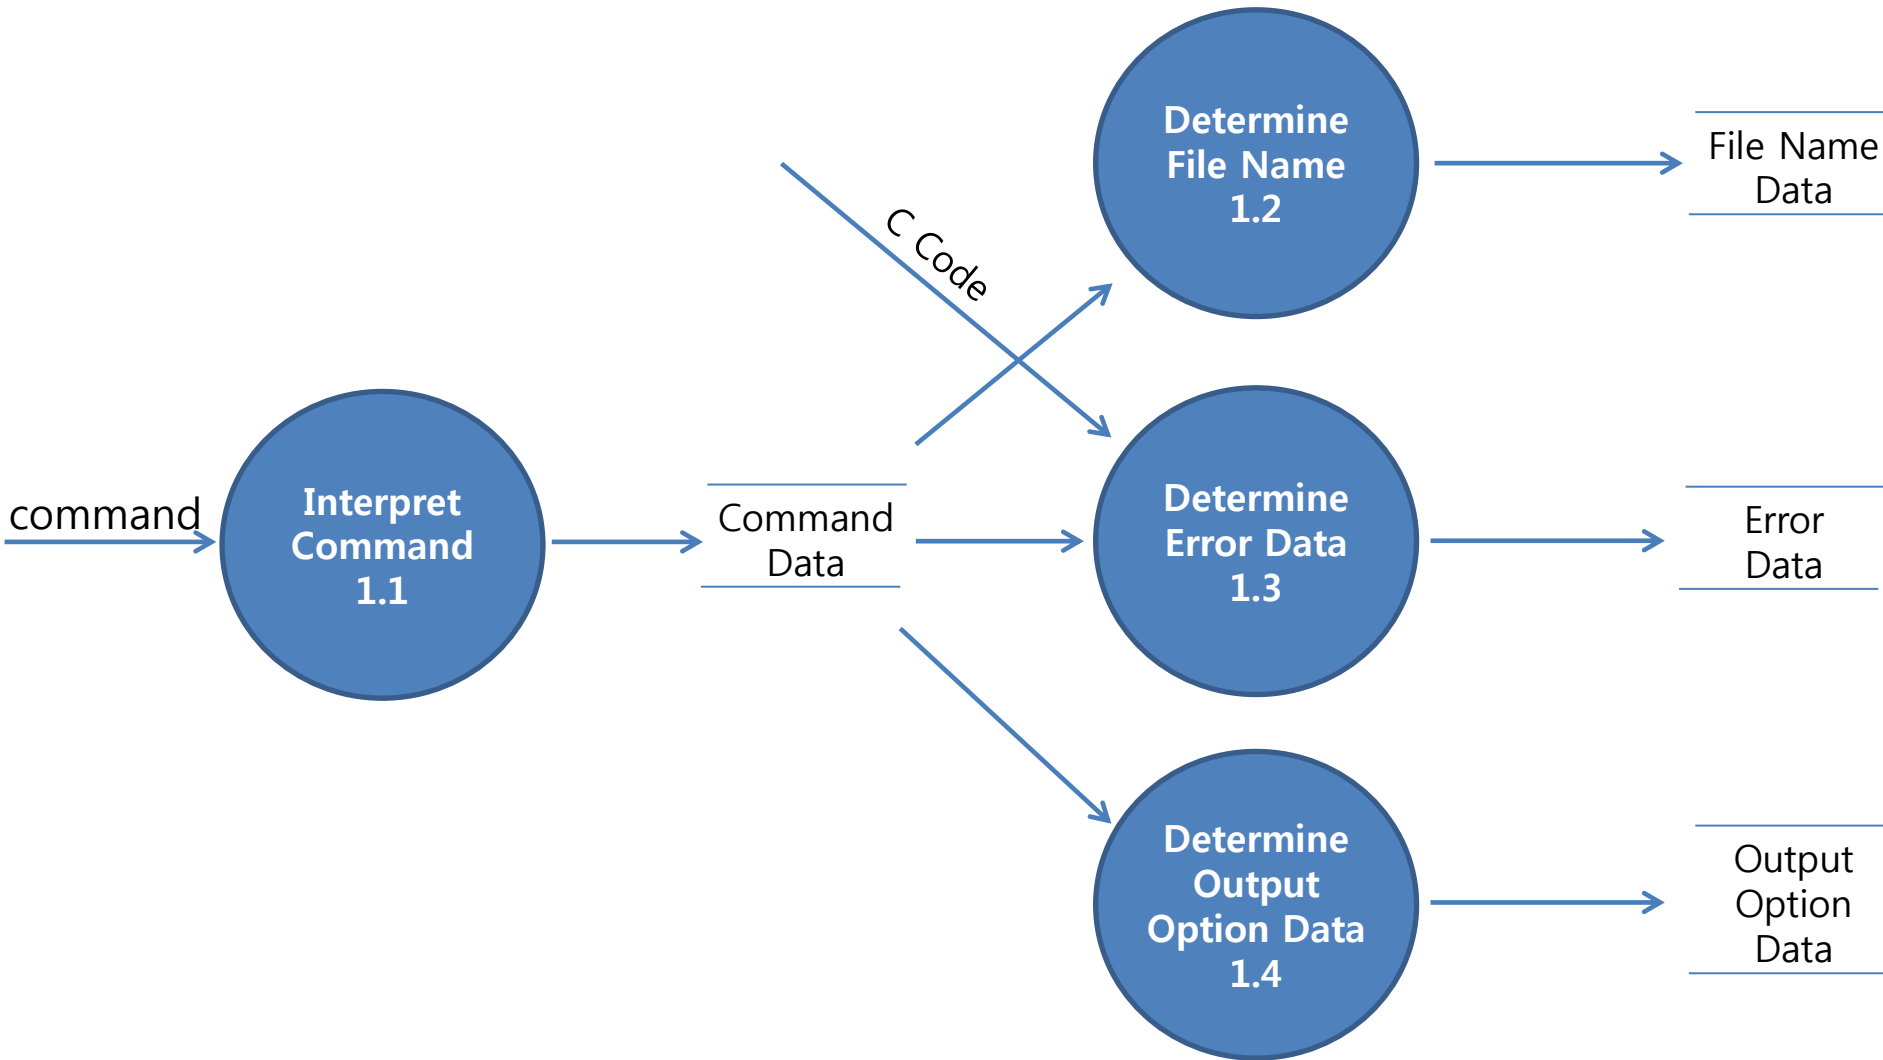 command
Interpret
Command
1.1
Command
Data
C Code
Determine
File Name
1.2
File Name
Data
Determine
Error Data
1.3
Error
Data
Determine
Output
Option Data
1.4
Output
Option
Data